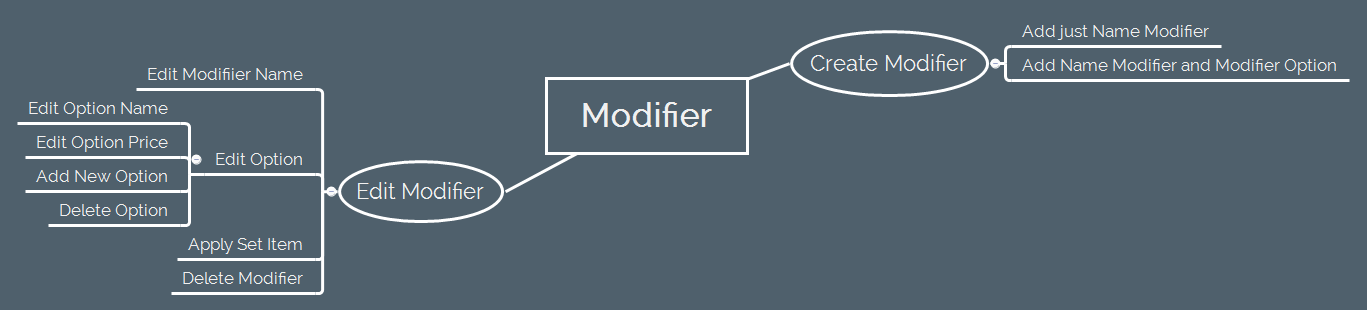 Modifier
Create Modifier
Add just Name Modifier
Add Name Modifier and Modifier Option
Edit Modifier
Edit Modifiier Name
Edit Option
Edit Option Name
Edit Option Price
Add New Option
Delete Option
Apply Set Item
Delete Modifier